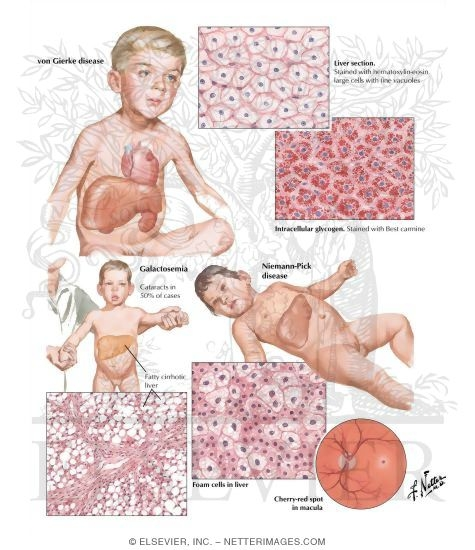 von Gierke disease
Liver section.
Stained with hematoxylin-eosin
large cells with fine vacuoles
Intracellular glycogen. Stained with Best carmine
Galactosemia
Cataracts in
50% of cases
Niemann-Pick
disease
Fatty cirrhotic
liver
Foam cells in liver
Cherry-red spot
in macula
F. Netter
M.D.
© ELSEVIER, INC. – NETTERIMAGES.COM